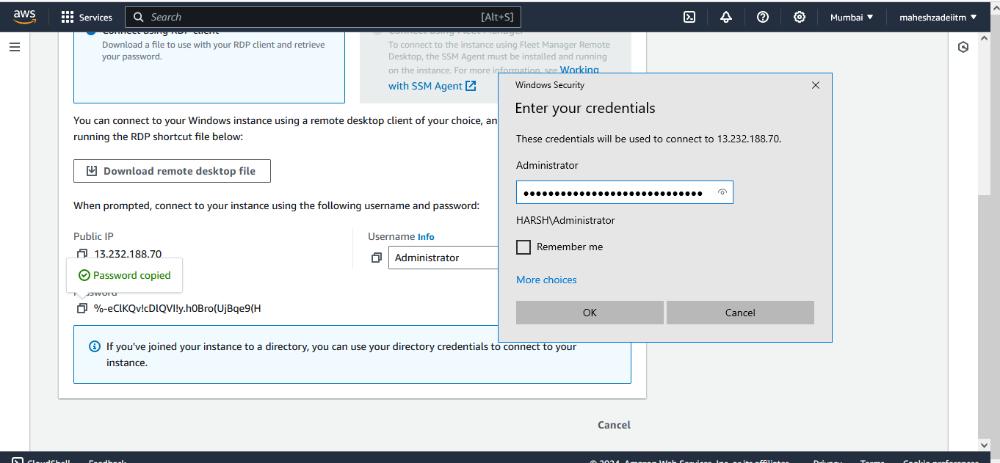 aws
Services
Search
[Alt+S]
Mumbai
maheshzadeiitm
Connect using RDP client
Download a file to use with your RDP client and retrieve
your password.
Connect using Fleet Manager
To connect to the instance using Fleet Manager Remote
Desktop, the SSM Agent must be installed and running
on the instance. For more information, see Working
with SSM Agent
You can connect to your Windows instance using a remote desktop client of your choice, an
running the RDP shortcut file below:
Download remote desktop file
When prompted, connect to your instance using the following username and password:
Public IP
13.232.188.70
Username Info
Administrator
Password copied
Password
%-eClKQv!cDlQVI!y.h0Bro(UjBqe9(H
If you've joined your instance to a directory, you can use your directory credentials to connect to your
instance.
Cancel
Windows Security
Enter your credentials
These credentials will be used to connect to 13.232.188.70.
Administrator
HARSH\Administrator
Remember me
More choices
OK
Cancel
CloudShell
Feedback
© 2024, Amazon Web Services, Inc. or its affiliates.
Privacy
Terms
Cookie preferences